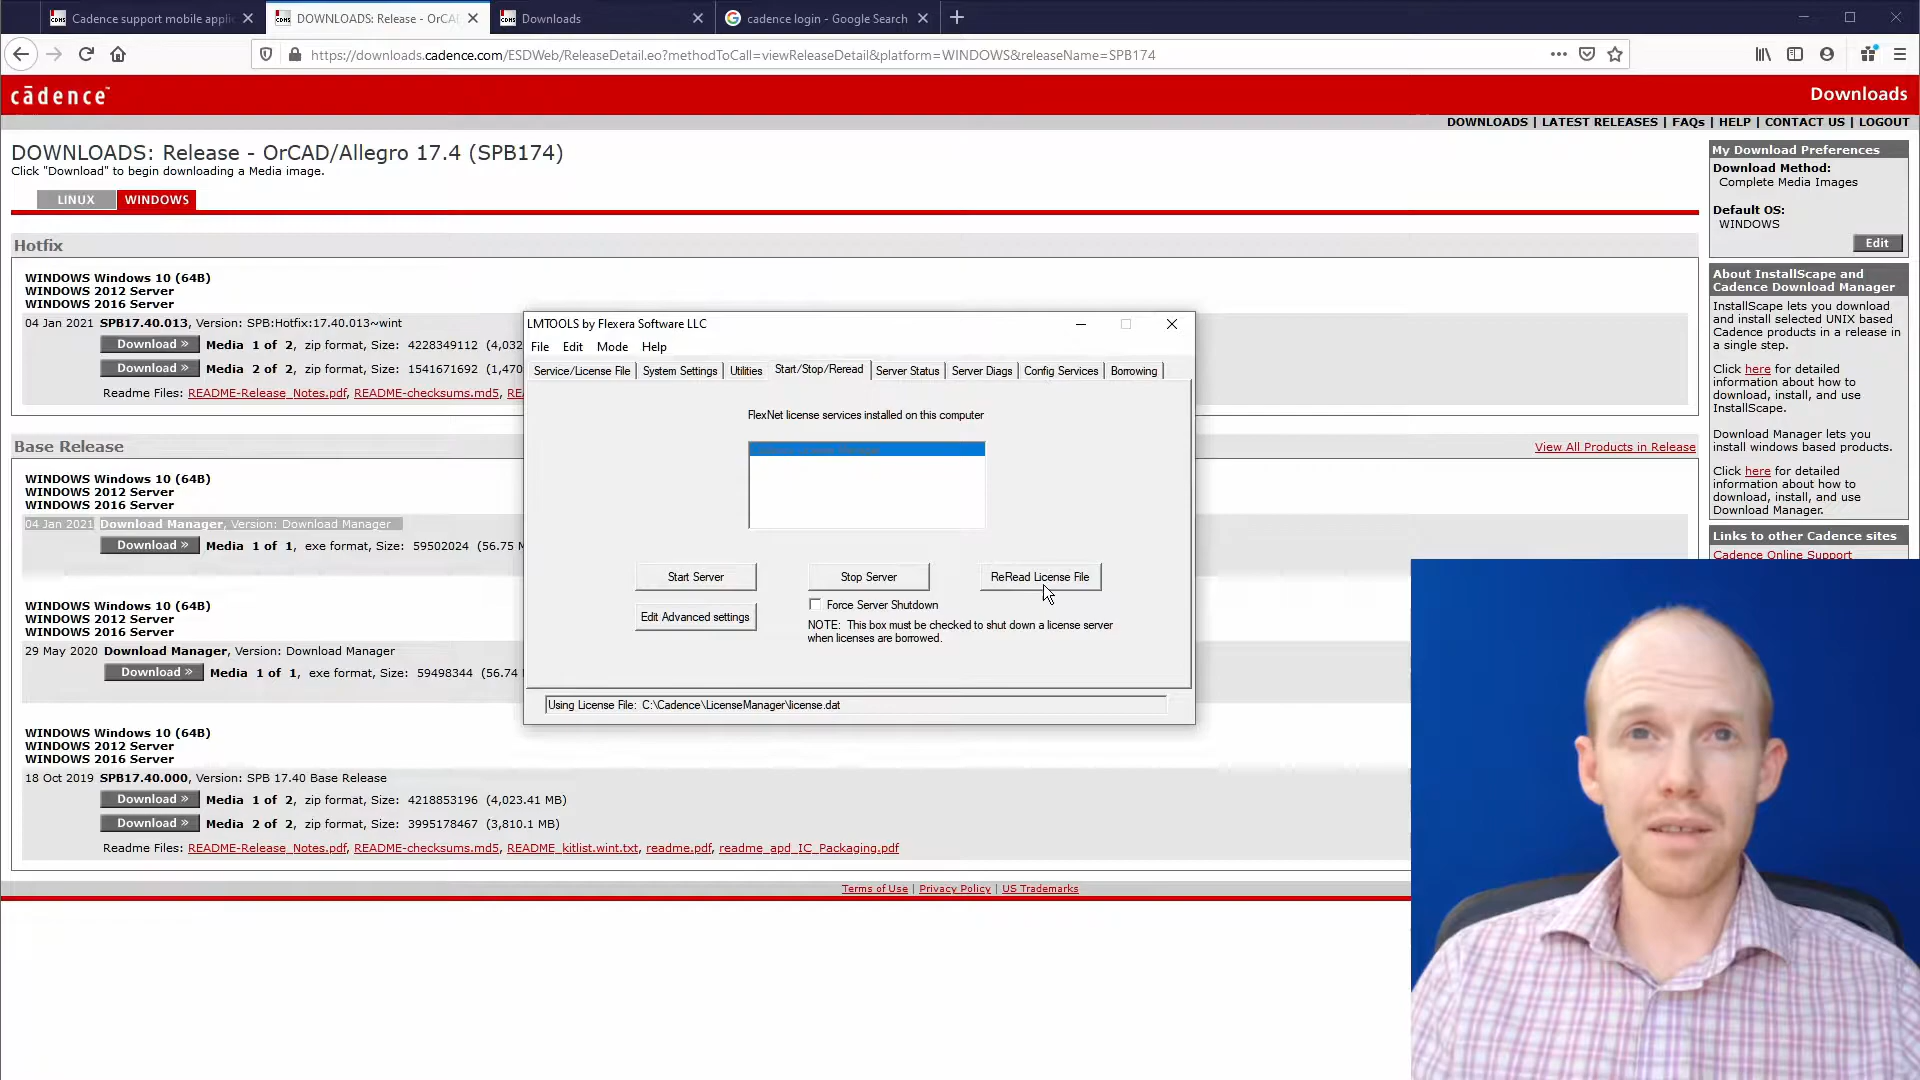 Cadence support mobile applic
DOWNLOADS: Release - OrCA
Downloads
cadence login - Google Search
https://downloads.cadence.com/ESDWeb/ReleaseDetail.eo?methodToCall=viewReleaseDetail&platform=WINDOWS&releaseName=SPB174
cādence™
Downloads
DOWNLOADS | LATEST RELEASES | FAQs | HELP | CONTACT US | LOGOUT
DOWNLOADS: Release - OrCAD/Allegro 17.4 (SPB174)
Click "Download" to begin downloading a Media image.
LINUX WINDOWS
Hotfix
WINDOWS Windows 10 (64B)
WINDOWS 2012 Server
WINDOWS 2016 Server
04 Jan 2021 SPB17.40.013, Version: SPB:Hotfix:17.40.013~wint
Download » Media 1 of 2, zip format, Size: 4228349112 (4,032
Download » Media 2 of 2, zip format, Size: 1541671692 (1,470
Readme Files: README-Release_Notes.pdf, README-checksums.md5, RE
Base Release
View All Products in Release
WINDOWS Windows 10 (64B)
WINDOWS 2012 Server
WINDOWS 2016 Server
04 Jan 2021 Download Manager, Version: Download Manager
Download » Media 1 of 1, exe format, Size: 59502024 (56.75 M
WINDOWS Windows 10 (64B)
WINDOWS 2012 Server
WINDOWS 2016 Server
29 May 2020 Download Manager, Version: Download Manager
Download » Media 1 of 1, exe format, Size: 59498344 (56.74
WINDOWS Windows 10 (64B)
WINDOWS 2012 Server
WINDOWS 2016 Server
18 Oct 2019 SPB17.40.000, Version: SPB 17.40 Base Release
Download » Media 1 of 2, zip format, Size: 4218853196 (4,023.41 MB)
Download » Media 2 of 2, zip format, Size: 3995178467 (3,810.1 MB)
Readme Files: README-Release_Notes.pdf, README-checksums.md5, README_kitlist.wint.txt, readme.pdf, readme_apd_IC_Packaging.pdf
Terms of Use | Privacy Policy | US Trademarks
LMTOOLS by Flexera Software LLC
File Edit Mode Help
Service/License File System Settings Utilities Start/Stop/Reread Server Status Server Diags Config Services Borrowing
FlexNet license services installed on this computer
Start Server Stop Server ReRead License File
Edit Advanced settings
Force Server Shutdown
NOTE: This box must be checked to shut down a license server
when licenses are borrowed.
Using License File: C:\Cadence\LicenseManager\license.dat
My Download Preferences
Download Method:
Complete Media Images
Default OS:
WINDOWS
Edit
About InstallScape and
Cadence Download Manager
InstallScape lets you download
and install selected UNIX based
Cadence products in a release in
a single step.
Click here for detailed
information about how to
download, install, and use
InstallScape.
Download Manager lets you
install windows based products.
Click here for detailed
information about how to
download, install, and use
Download Manager.
Links to other Cadence sites
Cadence Online Support